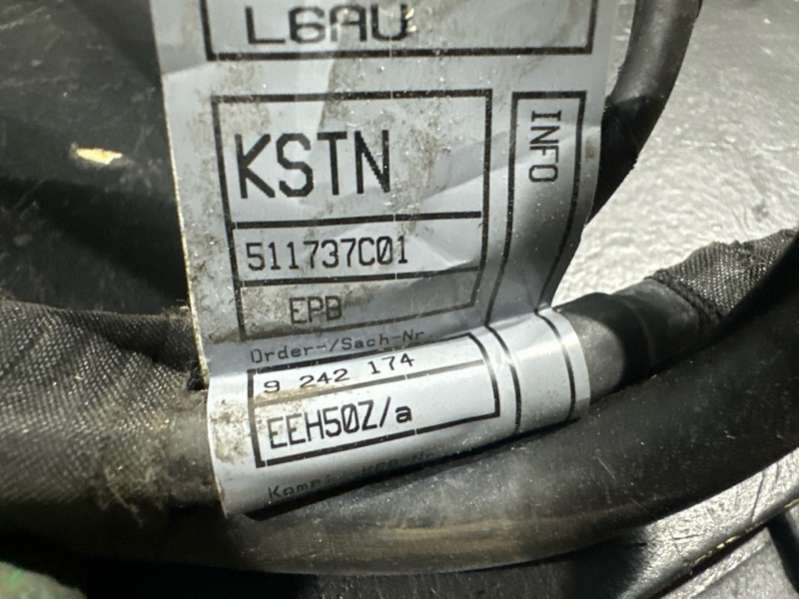 L6AU
KSTN
INFO
511737C01
EPB
Order-/Sach-Nr.
9 242 174
EEH50Z/a